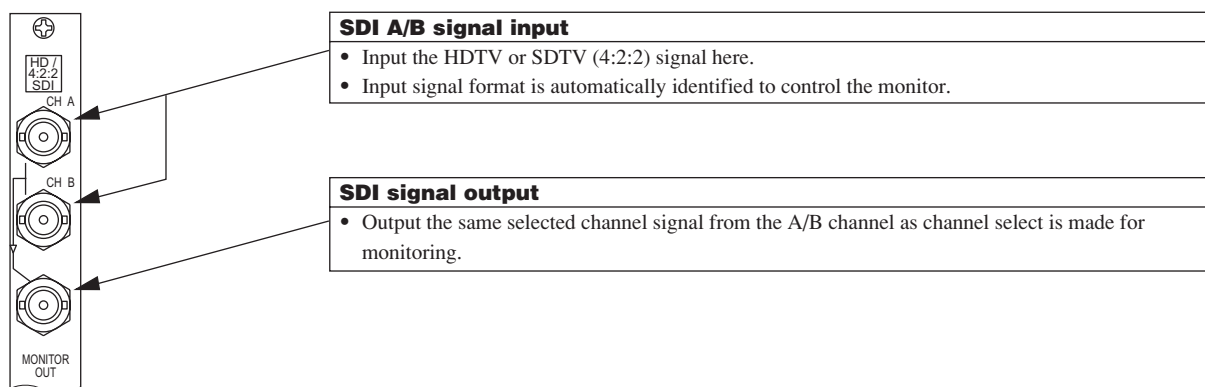 HD /
4:2:2
SDI
CH A
CH B
MONITOR
OUT
SDI A/B signal input
• Input the HDTV or SDTV (4:2:2) signal here.
• Input signal format is automatically identified to control the monitor.
SDI signal output
• Output the same selected channel signal from the A/B channel as channel select is made for
monitoring.